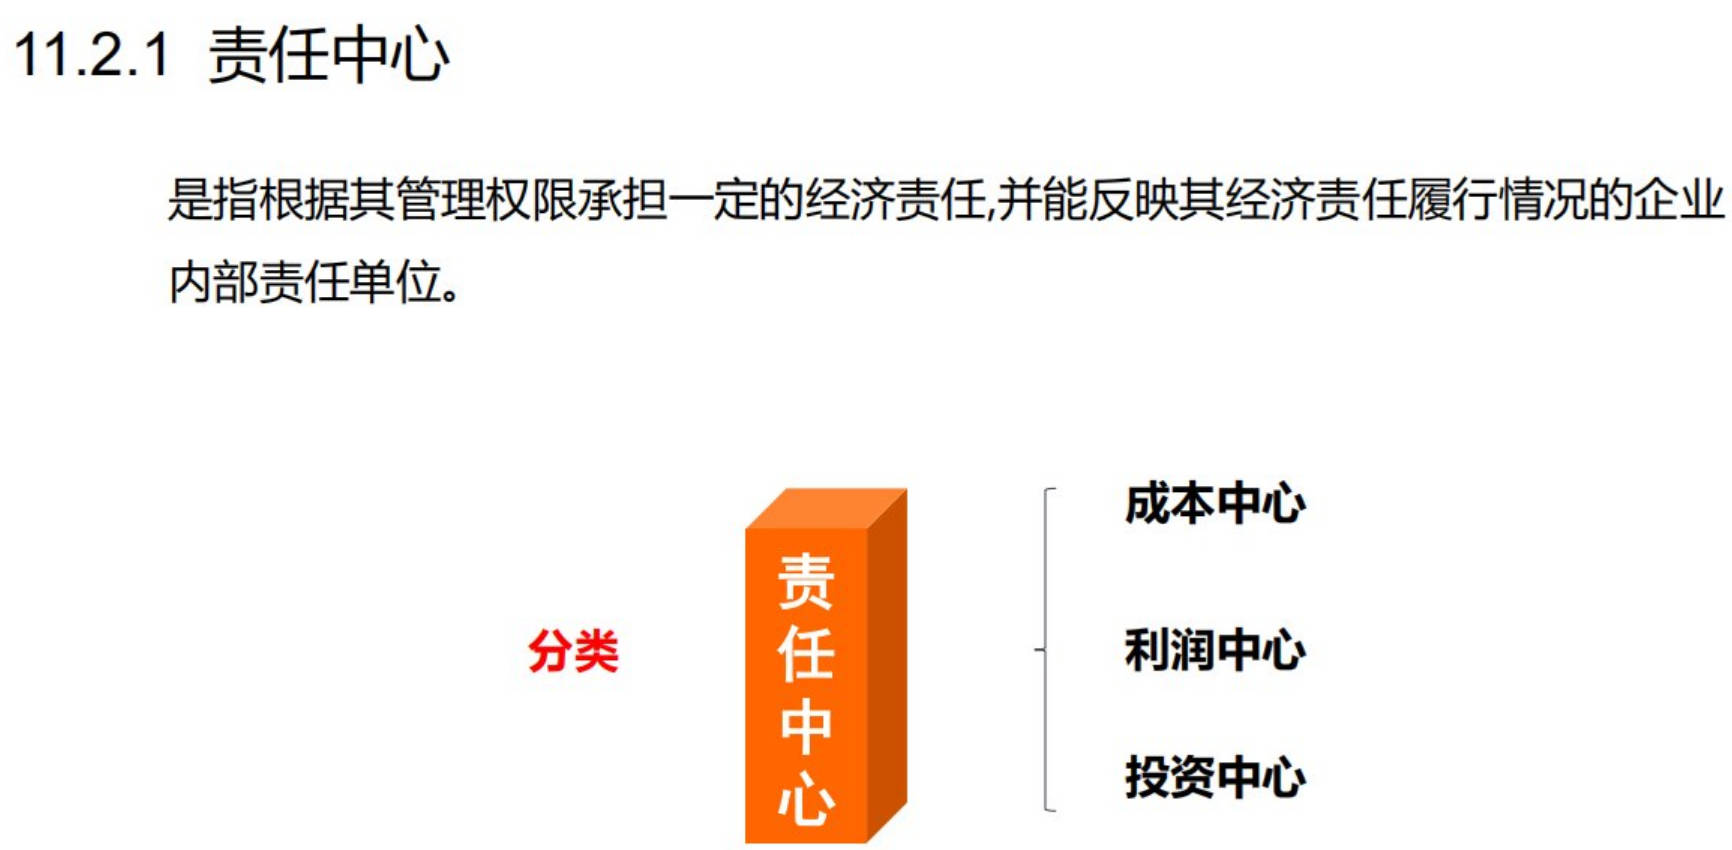 11.2.1 责任中心
是指根据其管理权限承担一定的经济责任,并能反映其经济责任履行情况的企业
内部责任单位。
分类
责任中心
成本中心
利润中心
投资中心